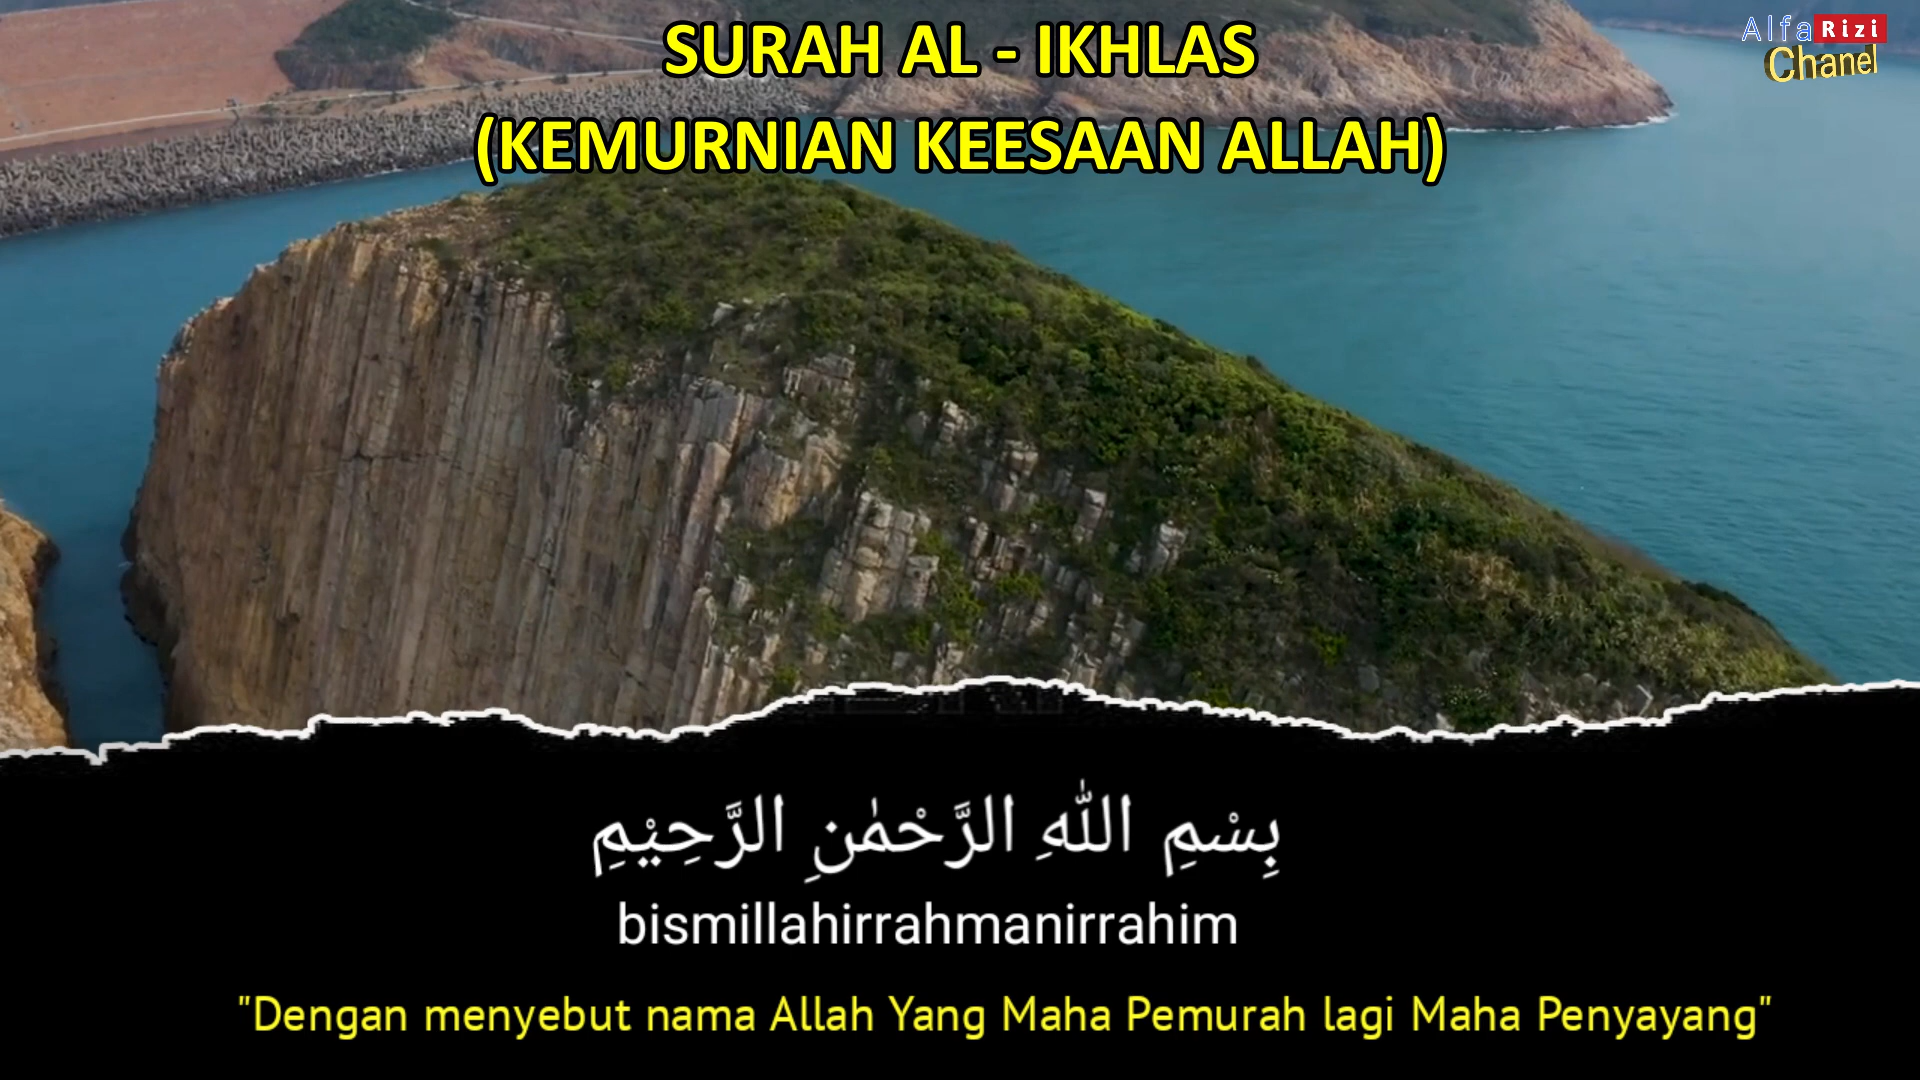 SURAH AL - IKHLAS
(KEMURNIAN KEESAAN ALLAH)
Alfa Rizi
Chanel
بِسْمِ اللّٰهِ الرَّحْمٰنِ الرَّحِيْمِ
bismillahirrahmanirrahim
"Dengan menyebut nama Allah Yang Maha Pemurah lagi Maha Penyayang"